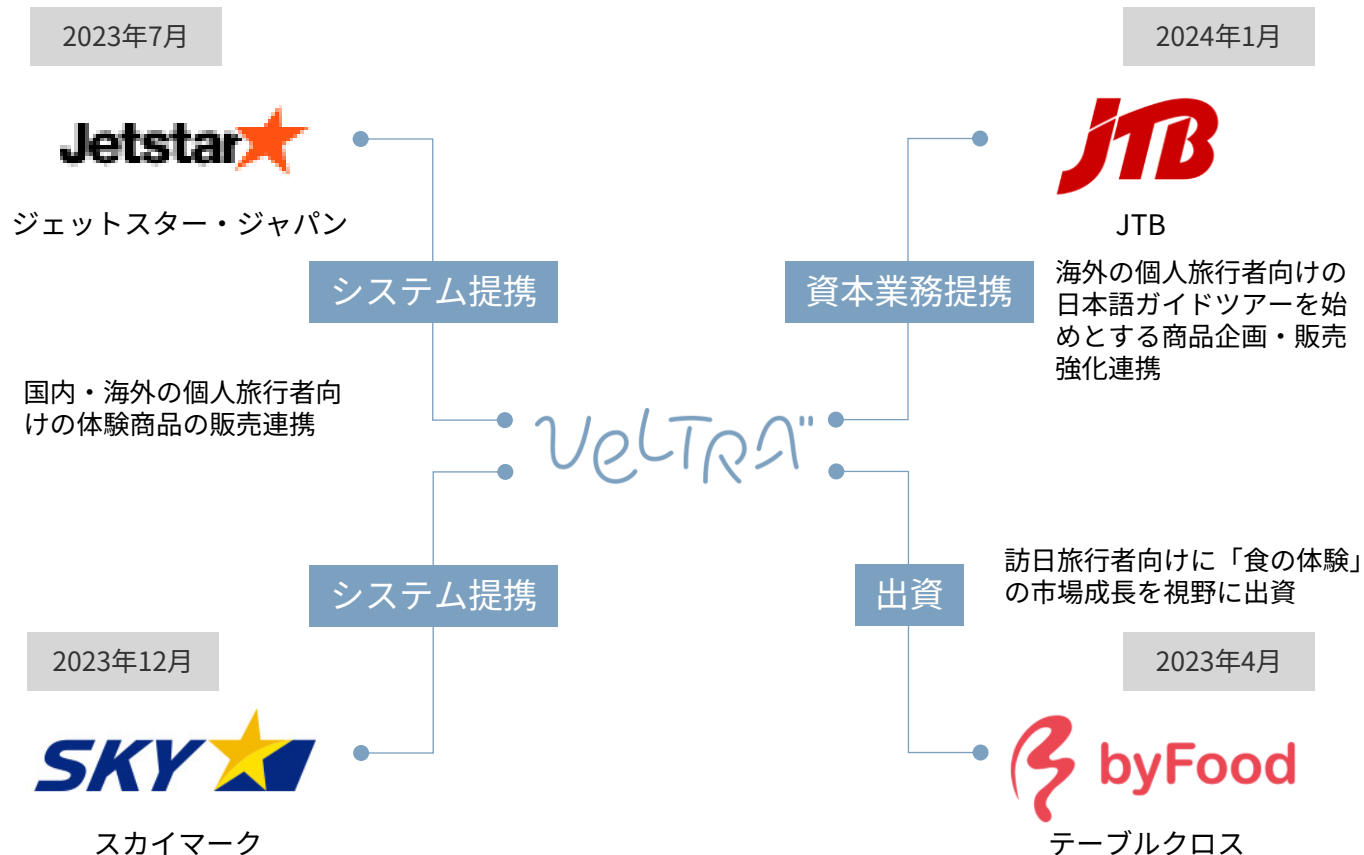 2023年7月
Jetstar
ジェットスター・ジャパン
システム提携
国内・海外の個人旅行者向
けの体験商品の販売連携
2024年1月
JTB
JTB
資本業務提携
海外の個人旅行者向けの
日本語ガイドツアーを始
めとする商品企画・販売
強化連携
VELTRA
システム提携
2023年12月
SKY
スカイマーク
出資
訪日旅行者向けに「食の体験」
の市場成長を視野に出資
2023年4月
byFood
テーブルクロス